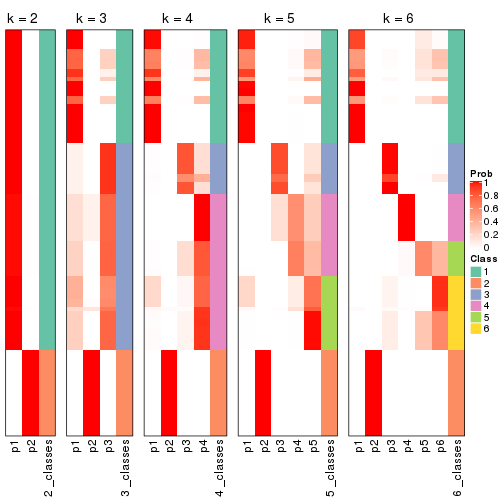 k = 2
k = 3
k = 4
k = 5
k = 6
p1
p2
2_classes
p1
p2
p3
3_classes
p1
p2
p3
p4
4_classes
p1
p2
p3
p4
p5
5_classes
p1
p2
p3
p4
p5
p6
6_classes
Prob
1
0.8
0.6
0.4
0.2
0
Class
1
2
3
4
5
6